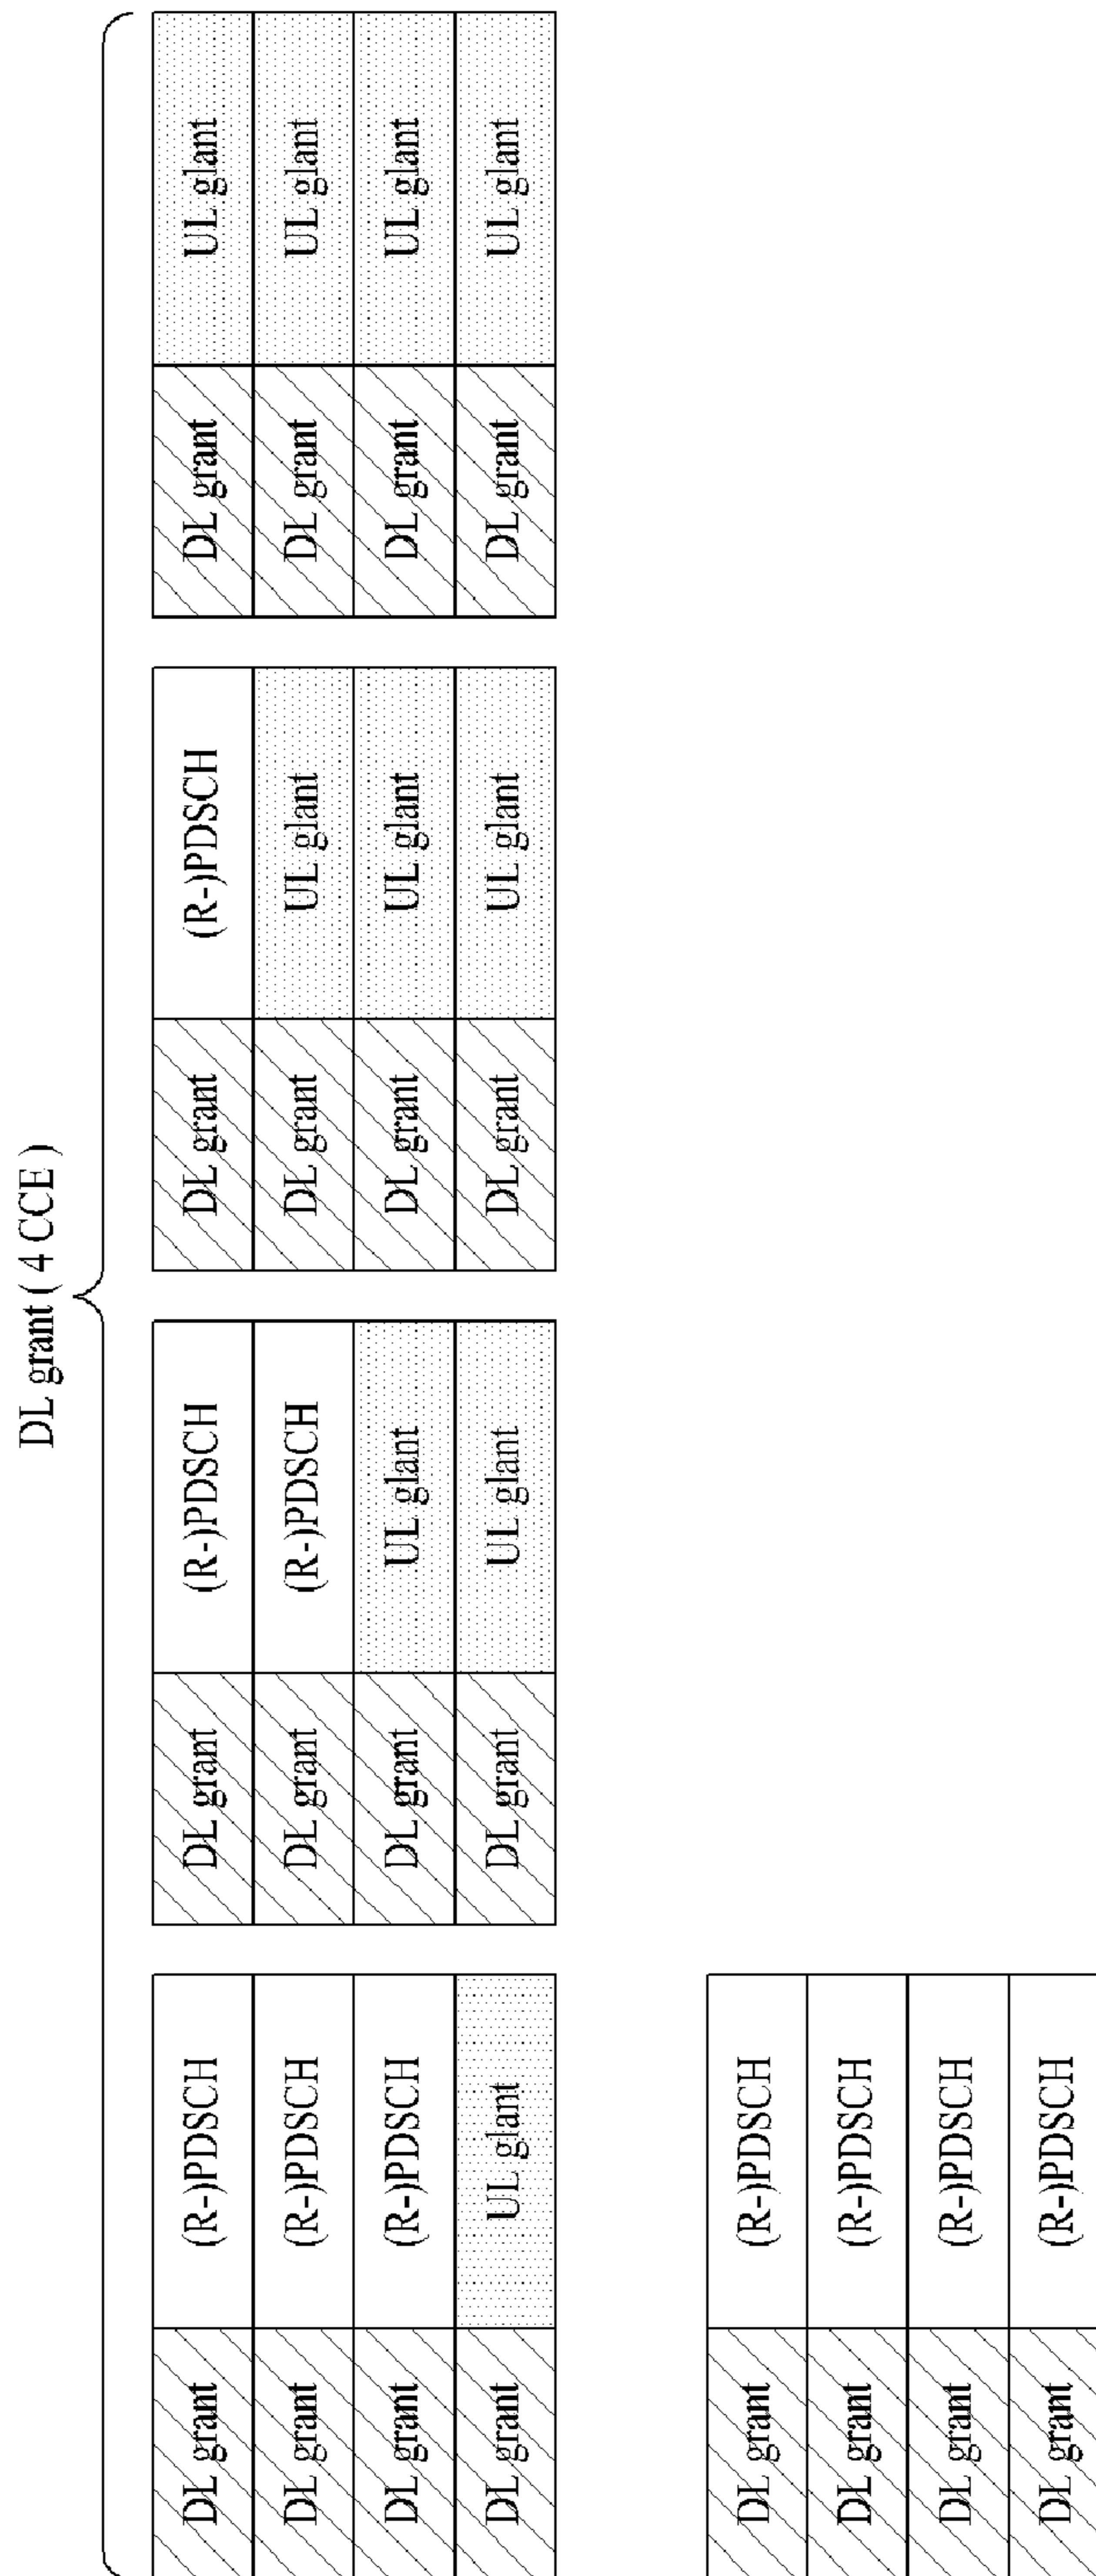 DL grant ( 4 CCE )
DL grant (R-)PDSCH DL grant (R-)PDSCH DL grant (R-)PDSCH DL grant UL glant
DL grant (R-)PDSCH DL grant (R-)PDSCH DL grant UL glant DL grant UL glant
DL grant (R-)PDSCH DL grant UL glant DL grant UL glant DL grant UL glant
DL grant UL glant DL grant UL glant DL grant UL glant DL grant UL glant
DL grant (R-)PDSCH
DL grant (R-)PDSCH
DL grant (R-)PDSCH
DL grant (R-)PDSCH